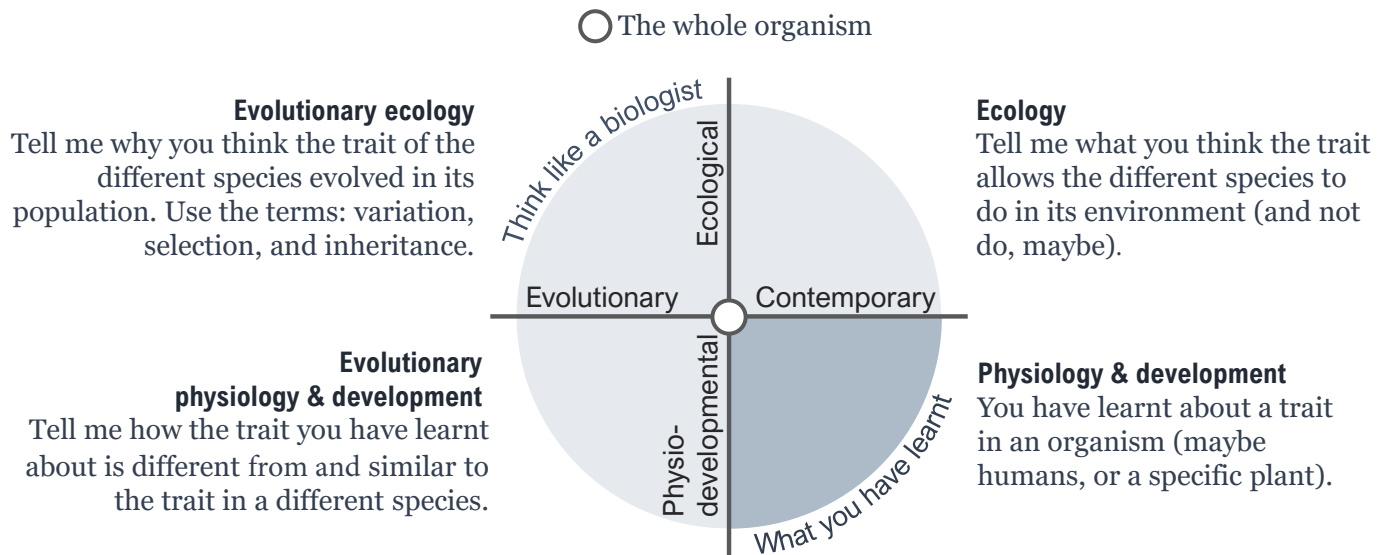 The whole organism
Evolutionary ecology
Tell me why you think the trait of the
different species evolved in its
population. Use the terms: variation,
selection, and inheritance.
Think like a biologist
Ecological
Ecology
Tell me what you think the trait
allows the different species to
do in its environment (and not
do, maybe).
Evolutionary
Contemporary
Evolutionary
physiology & development
Tell me how the trait you have learnt
about is different from and similar to
the trait in a different species.
Physio-
developmental
What you have learnt
Physiology & development
You have learnt about a trait
in an organism (maybe
humans, or a specific plant).